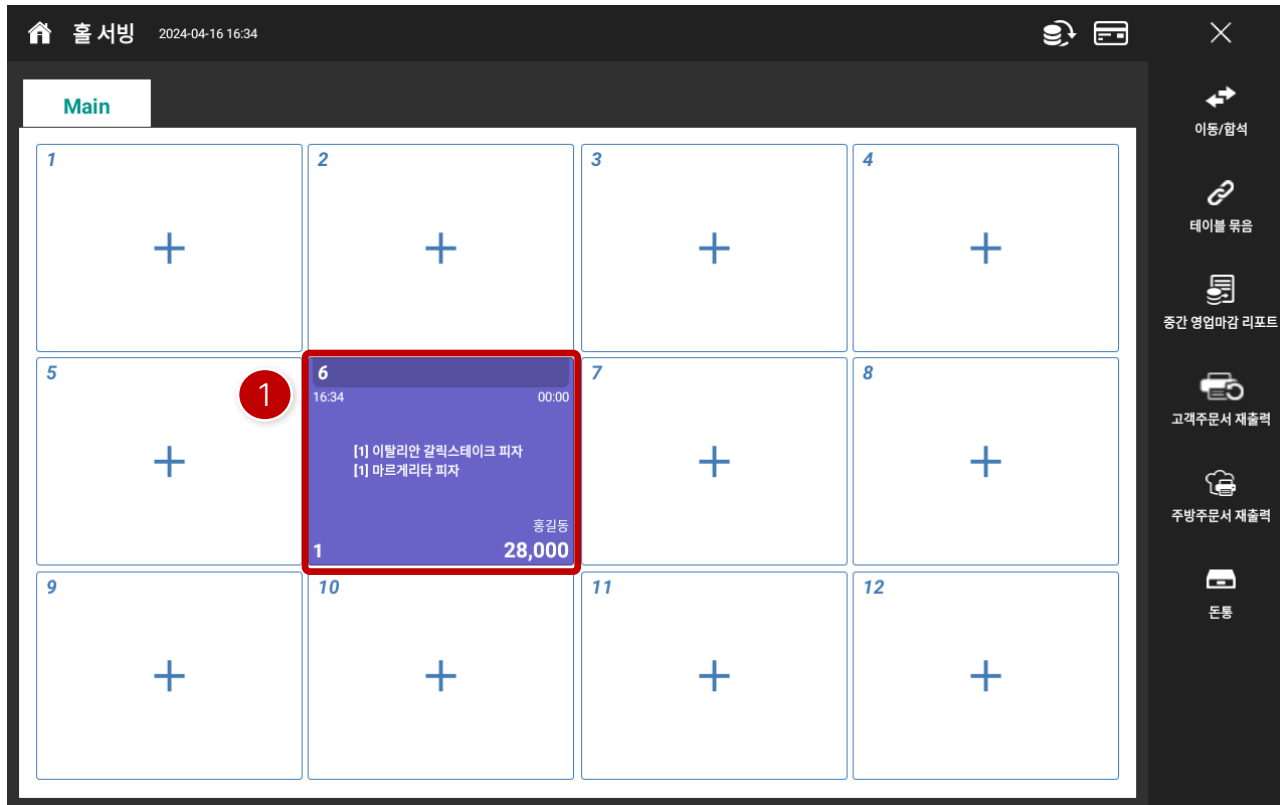 홀 서빙 2024-04-16 16:34
Main
이동/합석
테이블 묶음
중간 영업마감 리포트
고객주문서 재출력
주방주문서 재출력
돈통
1
2
3
4
5
1
6
16:34 00:00
[1] 이탈리안 갈릭스테이크 피자
[1] 마르게리타 피자
홍길동
1 28,000
7
8
9
10
11
12